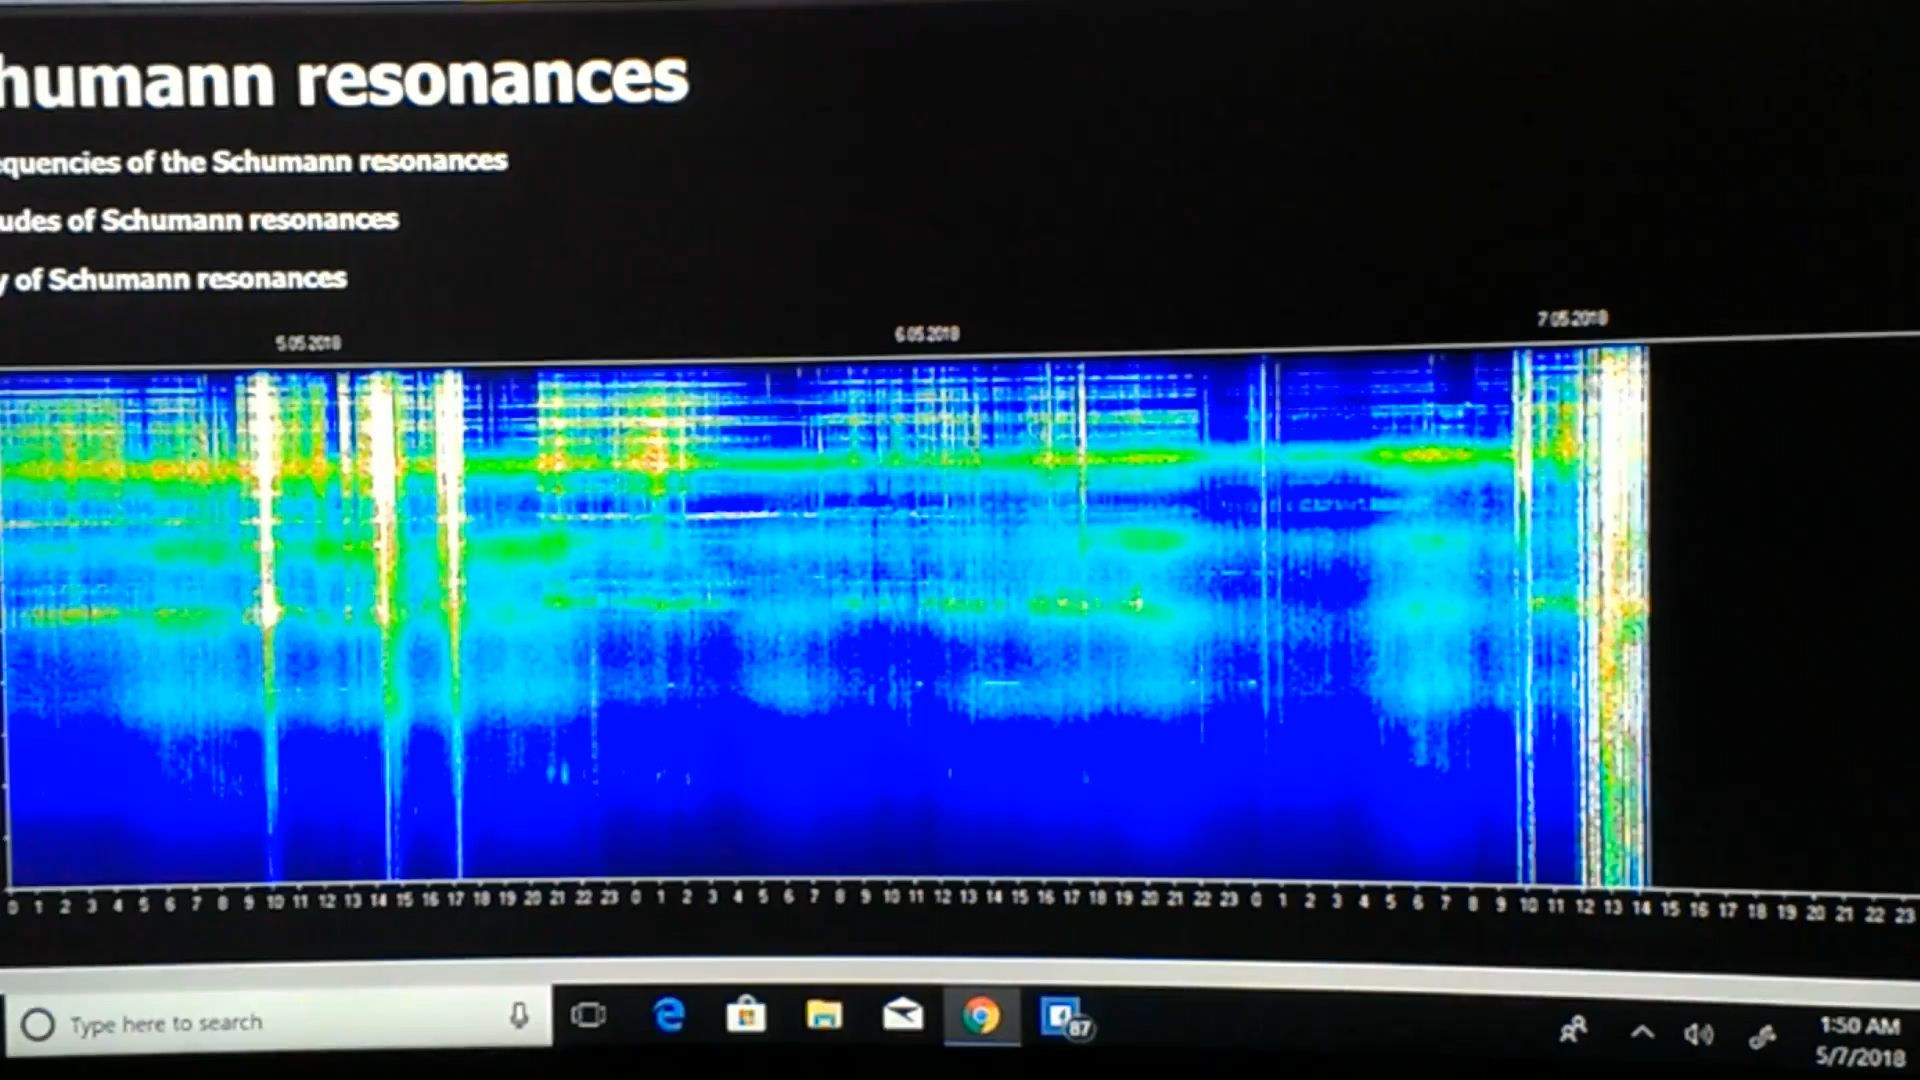 humann resonances
equencies of the Schumann resonances
udes of Schumann resonances
y of Schumann resonances
5.05.2018 6.05.2018 7.05.2018
0 1 2 3 4 5 6 7 8 9 10 11 12 13 14 15 16 17 18 19 20 21 22 23 0 1 2 3 4 5 6 7 8 9 10 11 12 13 14 15 16 17 18 19 20 21 22 23 0 1 2 3 4 5 6 7 8 9 10 11 12 13 14 15 16 17 18 19 20 21 22 23
Type here to search
87
1:50 AM
5/7/2018